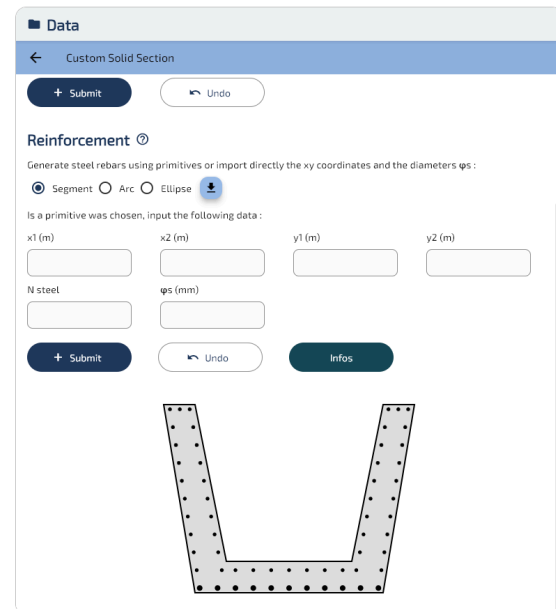 Data
Custom Solid Section
+ Submit Undo
Reinforcement
Generate steel rebars using primitives or import directly the xy coordinates and the diameters φs :
Segment Arc Ellipse
Is a primitive was chosen, input the following data :
x1 (m) x2 (m) y1 (m) y2 (m)
N steel φs (mm)
+ Submit Undo Infos